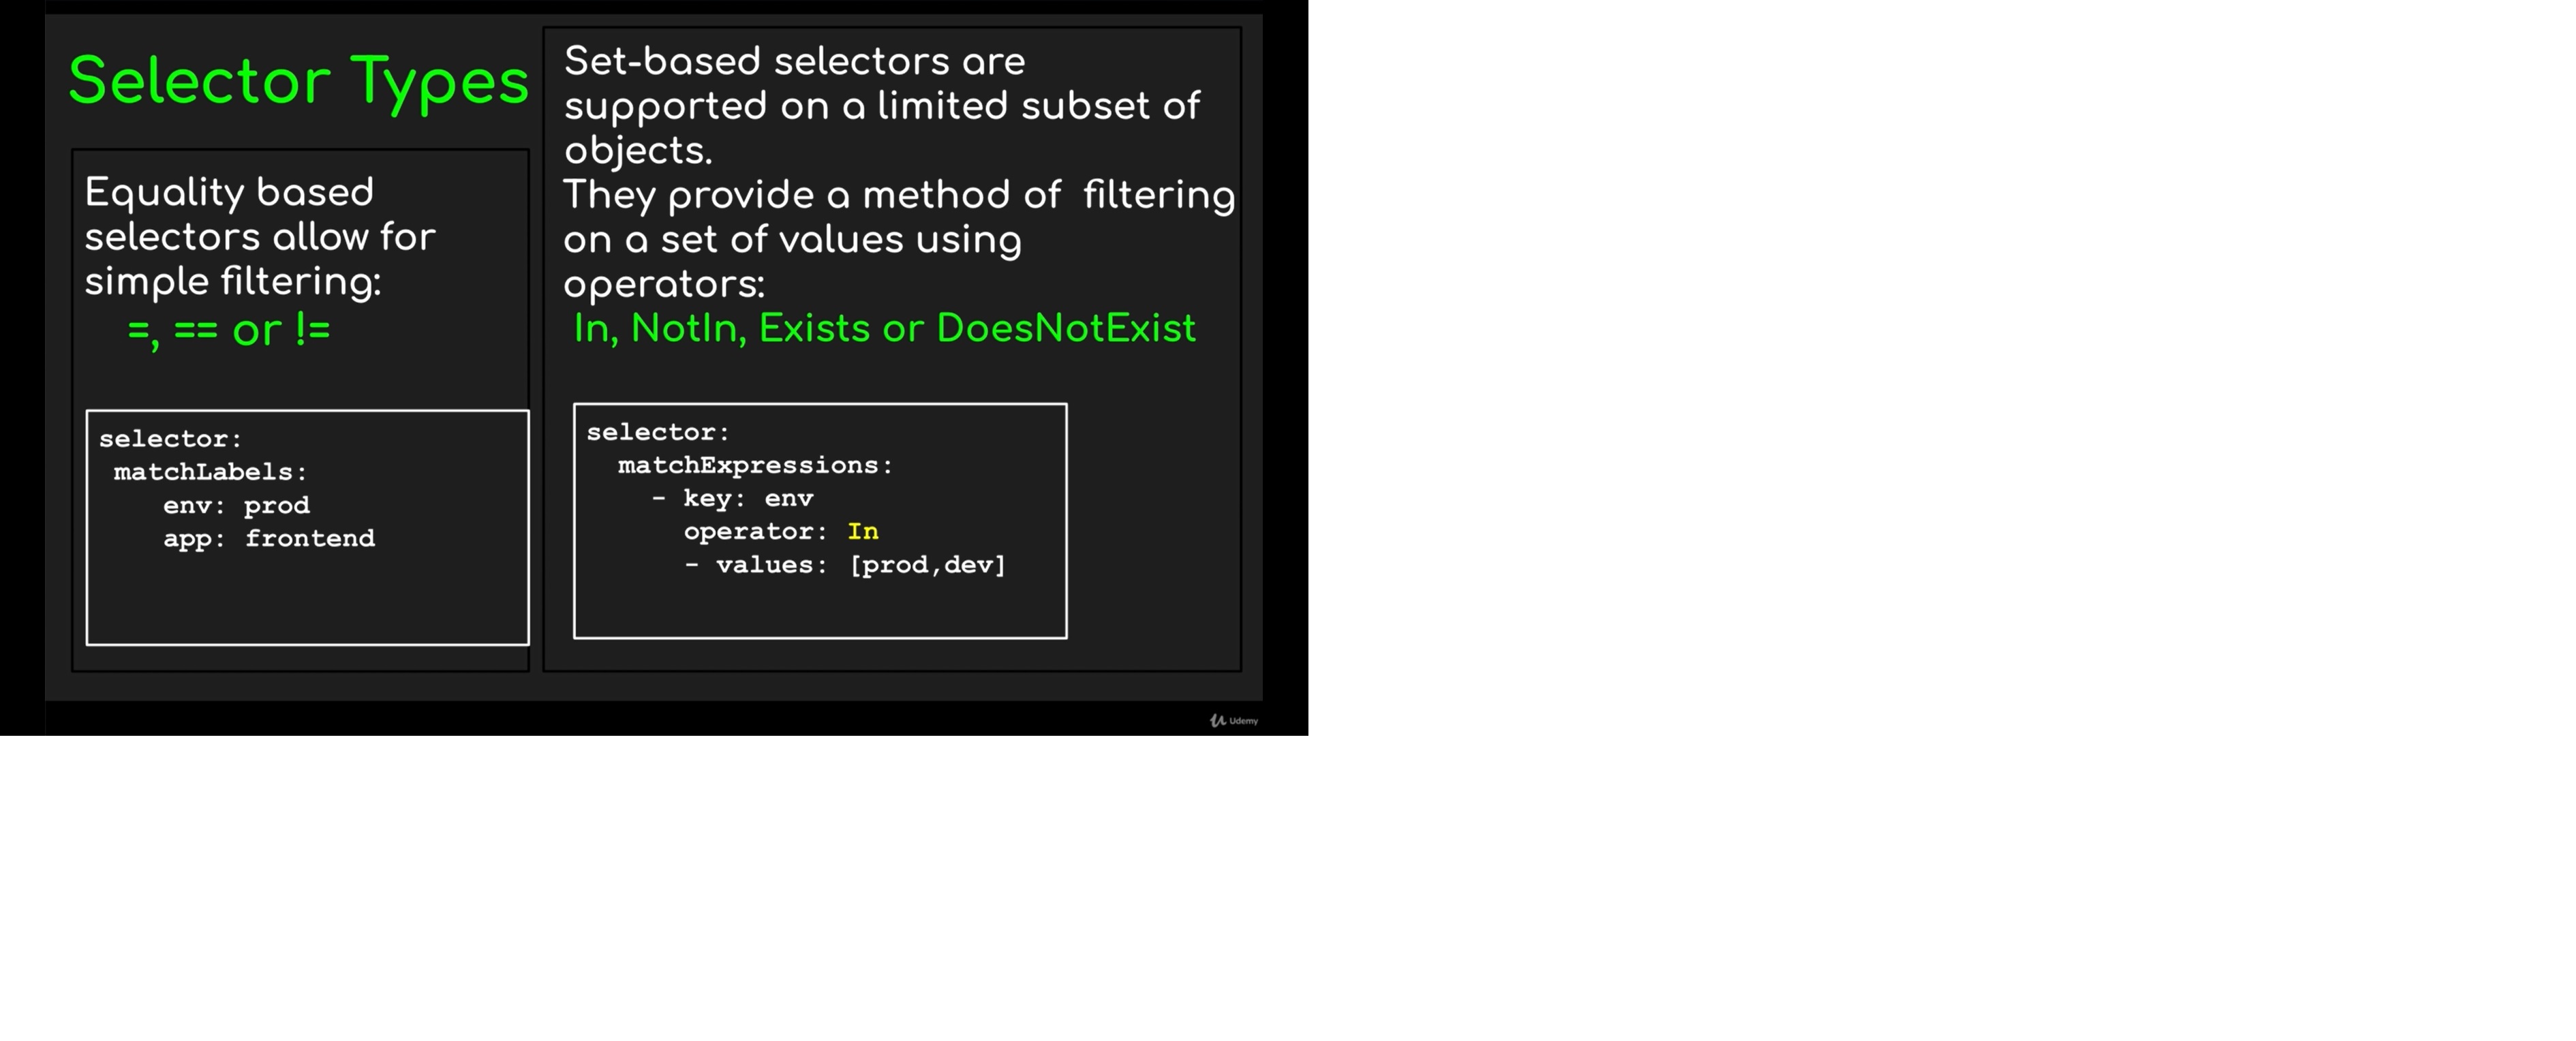 Selector Types
Equality based
selectors allow for
simple filtering:
=, == or !=
selector:
matchLabels:
env: prod
app: frontend
Set-based selectors are
supported on a limited subset of
objects.
They provide a method of filtering
on a set of values using
operators:
In, NotIn, Exists or DoesNotExist
selector:
matchExpressions:
- key: env
operator: In
- values: [prod,dev]
Udemy